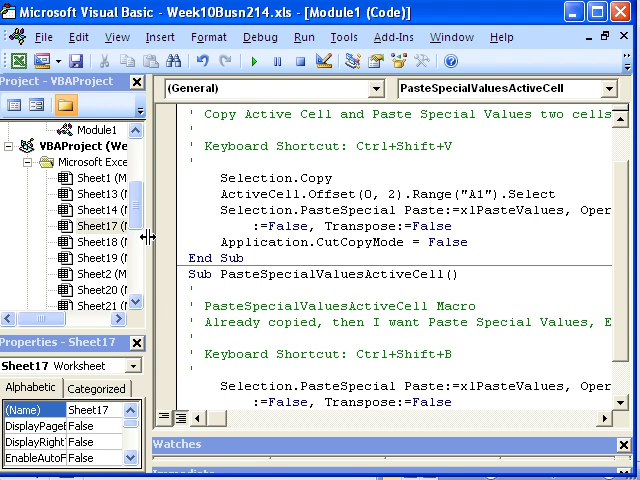 Microsoft Visual Basic - Week10Busn214.xls - [Module1 (Code)]
File Edit View Insert Format Debug Run Tools Add-Ins Window Help
Project - VBAProject
Module1
VBAProject (We
Microsoft Exce
Sheet1 (M
Sheet13 (
Sheet14 (
Sheet17 (
Sheet18 (
Sheet19 (
Sheet2 (M
Sheet20 (
Sheet21 (
Properties - Sheet17
Sheet17 Worksheet
Alphabetic Categorized
(Name) Sheet17
DisplayPageB False
DisplayRight False
EnableAutoF False
(General) PasteSpecialValuesActiveCell
' Copy Active Cell and Paste Special Values two cells
'
' Keyboard Shortcut: Ctrl+Shift+V
'
Selection.Copy
ActiveCell.Offset(0, 2).Range("A1").Select
Selection.PasteSpecial Paste:=xlPasteValues, Oper
:=False, Transpose:=False
Application.CutCopyMode = False
End Sub
Sub PasteSpecialValuesActiveCell()
'
' PasteSpecialValuesActiveCell Macro
' Already copied, then I want Paste Special Values, E
'
' Keyboard Shortcut: Ctrl+Shift+B
'
Selection.PasteSpecial Paste:=xlPasteValues, Oper
:=False, Transpose:=False
Watches
Immediate